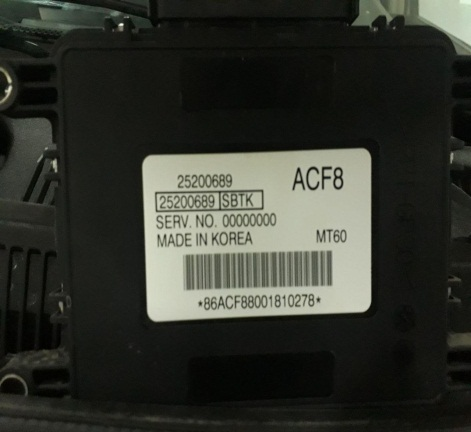 25200689 ACF8
25200689 SBTK
SERV. NO. 00000000
MADE IN KOREA MT60
*86ACF88001810278*